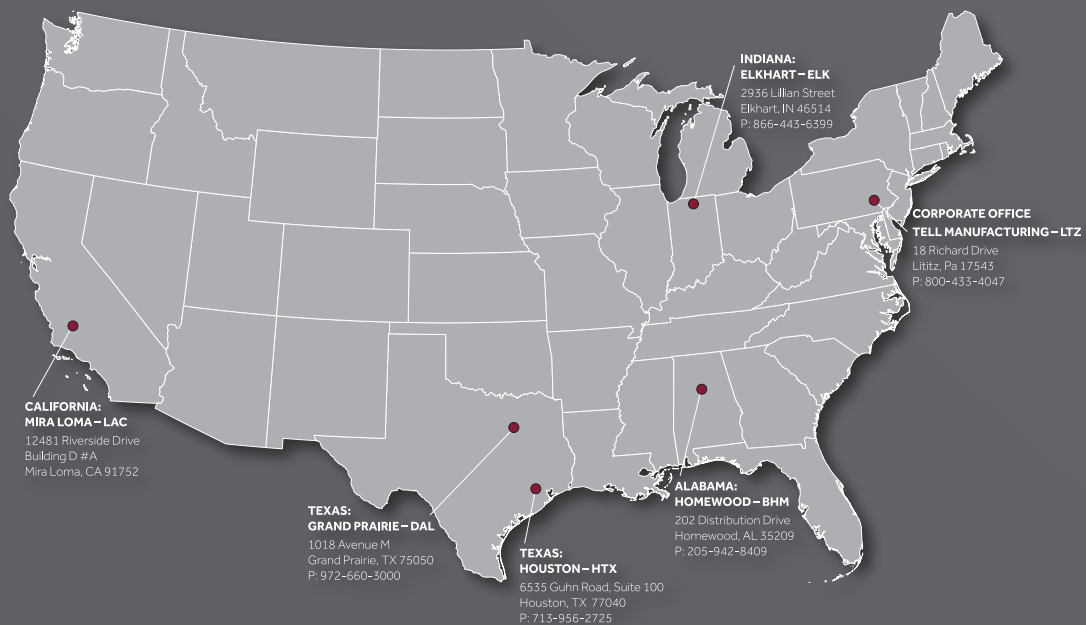 INDIANA:
ELKHART–ELK
2936 Lillian Street
Elkhart, IN 46514
P: 866-443-6399
CORPORATE OFFICE
TELL MANUFACTURING–LTZ
18 Richard Drive
Lititz, Pa 17543
P: 800-433-4047
CALIFORNIA:
MIRA LOMA–LAC
12481 Riverside Drive
Building D #A
Mira Loma, CA 91752
TEXAS:
GRAND PRAIRIE–DAL
1018 Avenue M
Grand Prairie, TX 75050
P: 972-660-3000
TEXAS:
HOUSTON–HTX
6535 Guhn Road, Suite 100
Houston, TX 77040
P: 713-956-2725
ALABAMA:
HOMEWOOD–BHM
202 Distribution Drive
Homewood, AL 35209
P: 205-942-8409